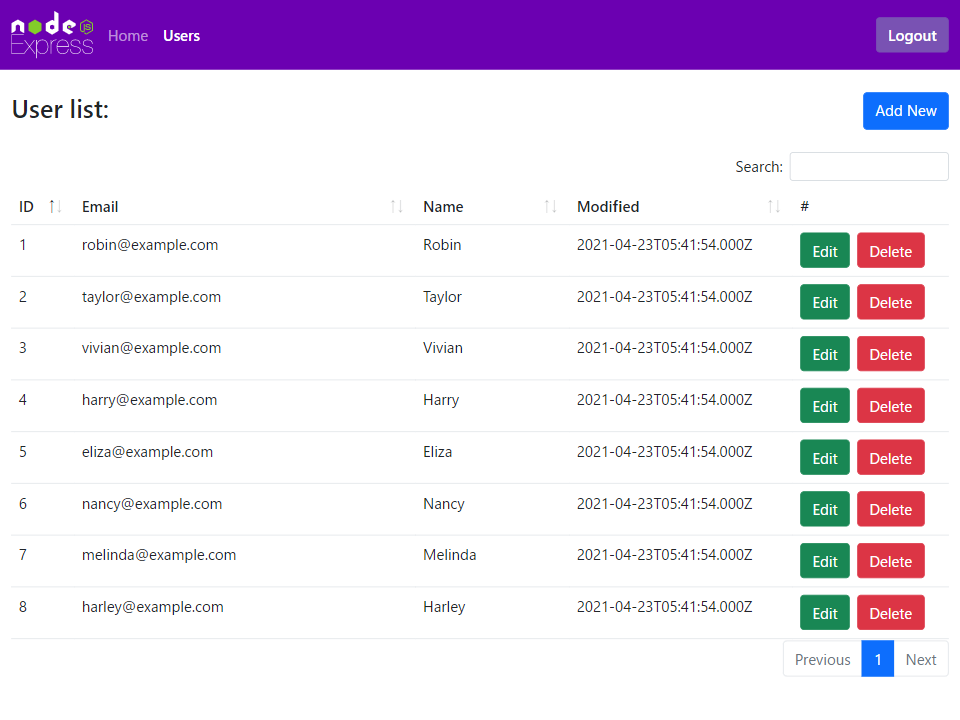 node JS
Express Home Users Logout
User list: Add New
Search:
ID Email Name Modified #
1 robin@example.com Robin 2021-04-23T05:41:54.000Z Edit Delete
2 taylor@example.com Taylor 2021-04-23T05:41:54.000Z Edit Delete
3 vivian@example.com Vivian 2021-04-23T05:41:54.000Z Edit Delete
4 harry@example.com Harry 2021-04-23T05:41:54.000Z Edit Delete
5 eliza@example.com Eliza 2021-04-23T05:41:54.000Z Edit Delete
6 nancy@example.com Nancy 2021-04-23T05:41:54.000Z Edit Delete
7 melinda@example.com Melinda 2021-04-23T05:41:54.000Z Edit Delete
8 harley@example.com Harley 2021-04-23T05:41:54.000Z Edit Delete
Previous 1 Next